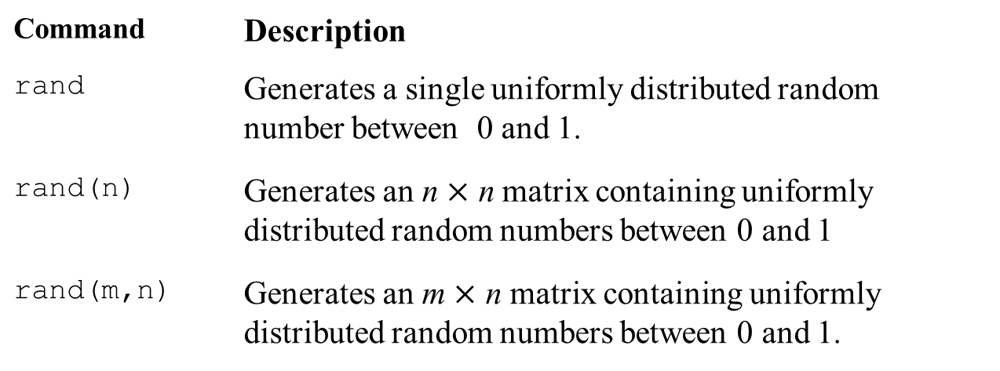 Command Description
rand Generates a single uniformly distributed random
number between 0 and 1.
rand(n) Generates an n × n matrix containing uniformly
distributed random numbers between 0 and 1
rand(m,n) Generates an m × n matrix containing uniformly
distributed random numbers between 0 and 1.